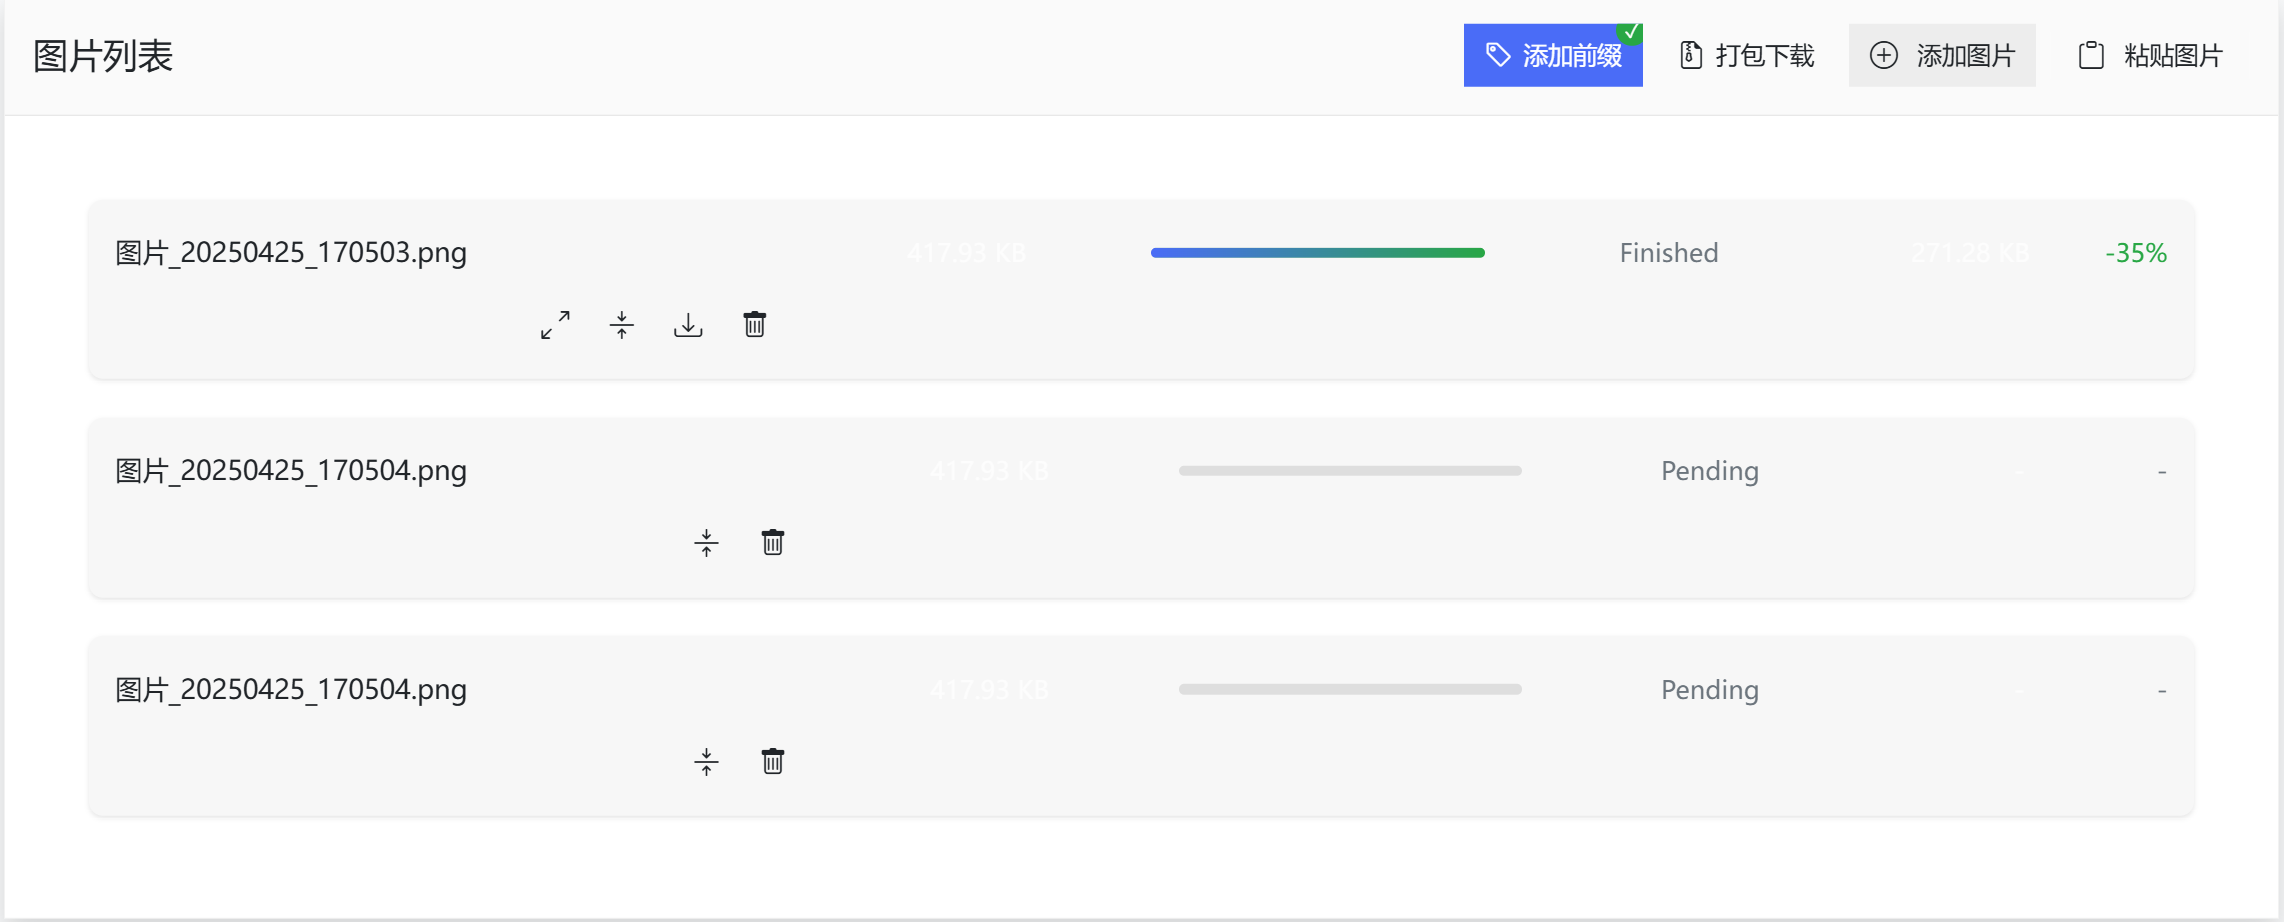 图片列表
添加前缀
打包下载
添加图片
粘贴图片
图片_20250425_170503.png 417.93 KB Finished 271.28 KB -35%
图片_20250425_170504.png 417.93 KB Pending - -
图片_20250425_170504.png 417.93 KB Pending - -